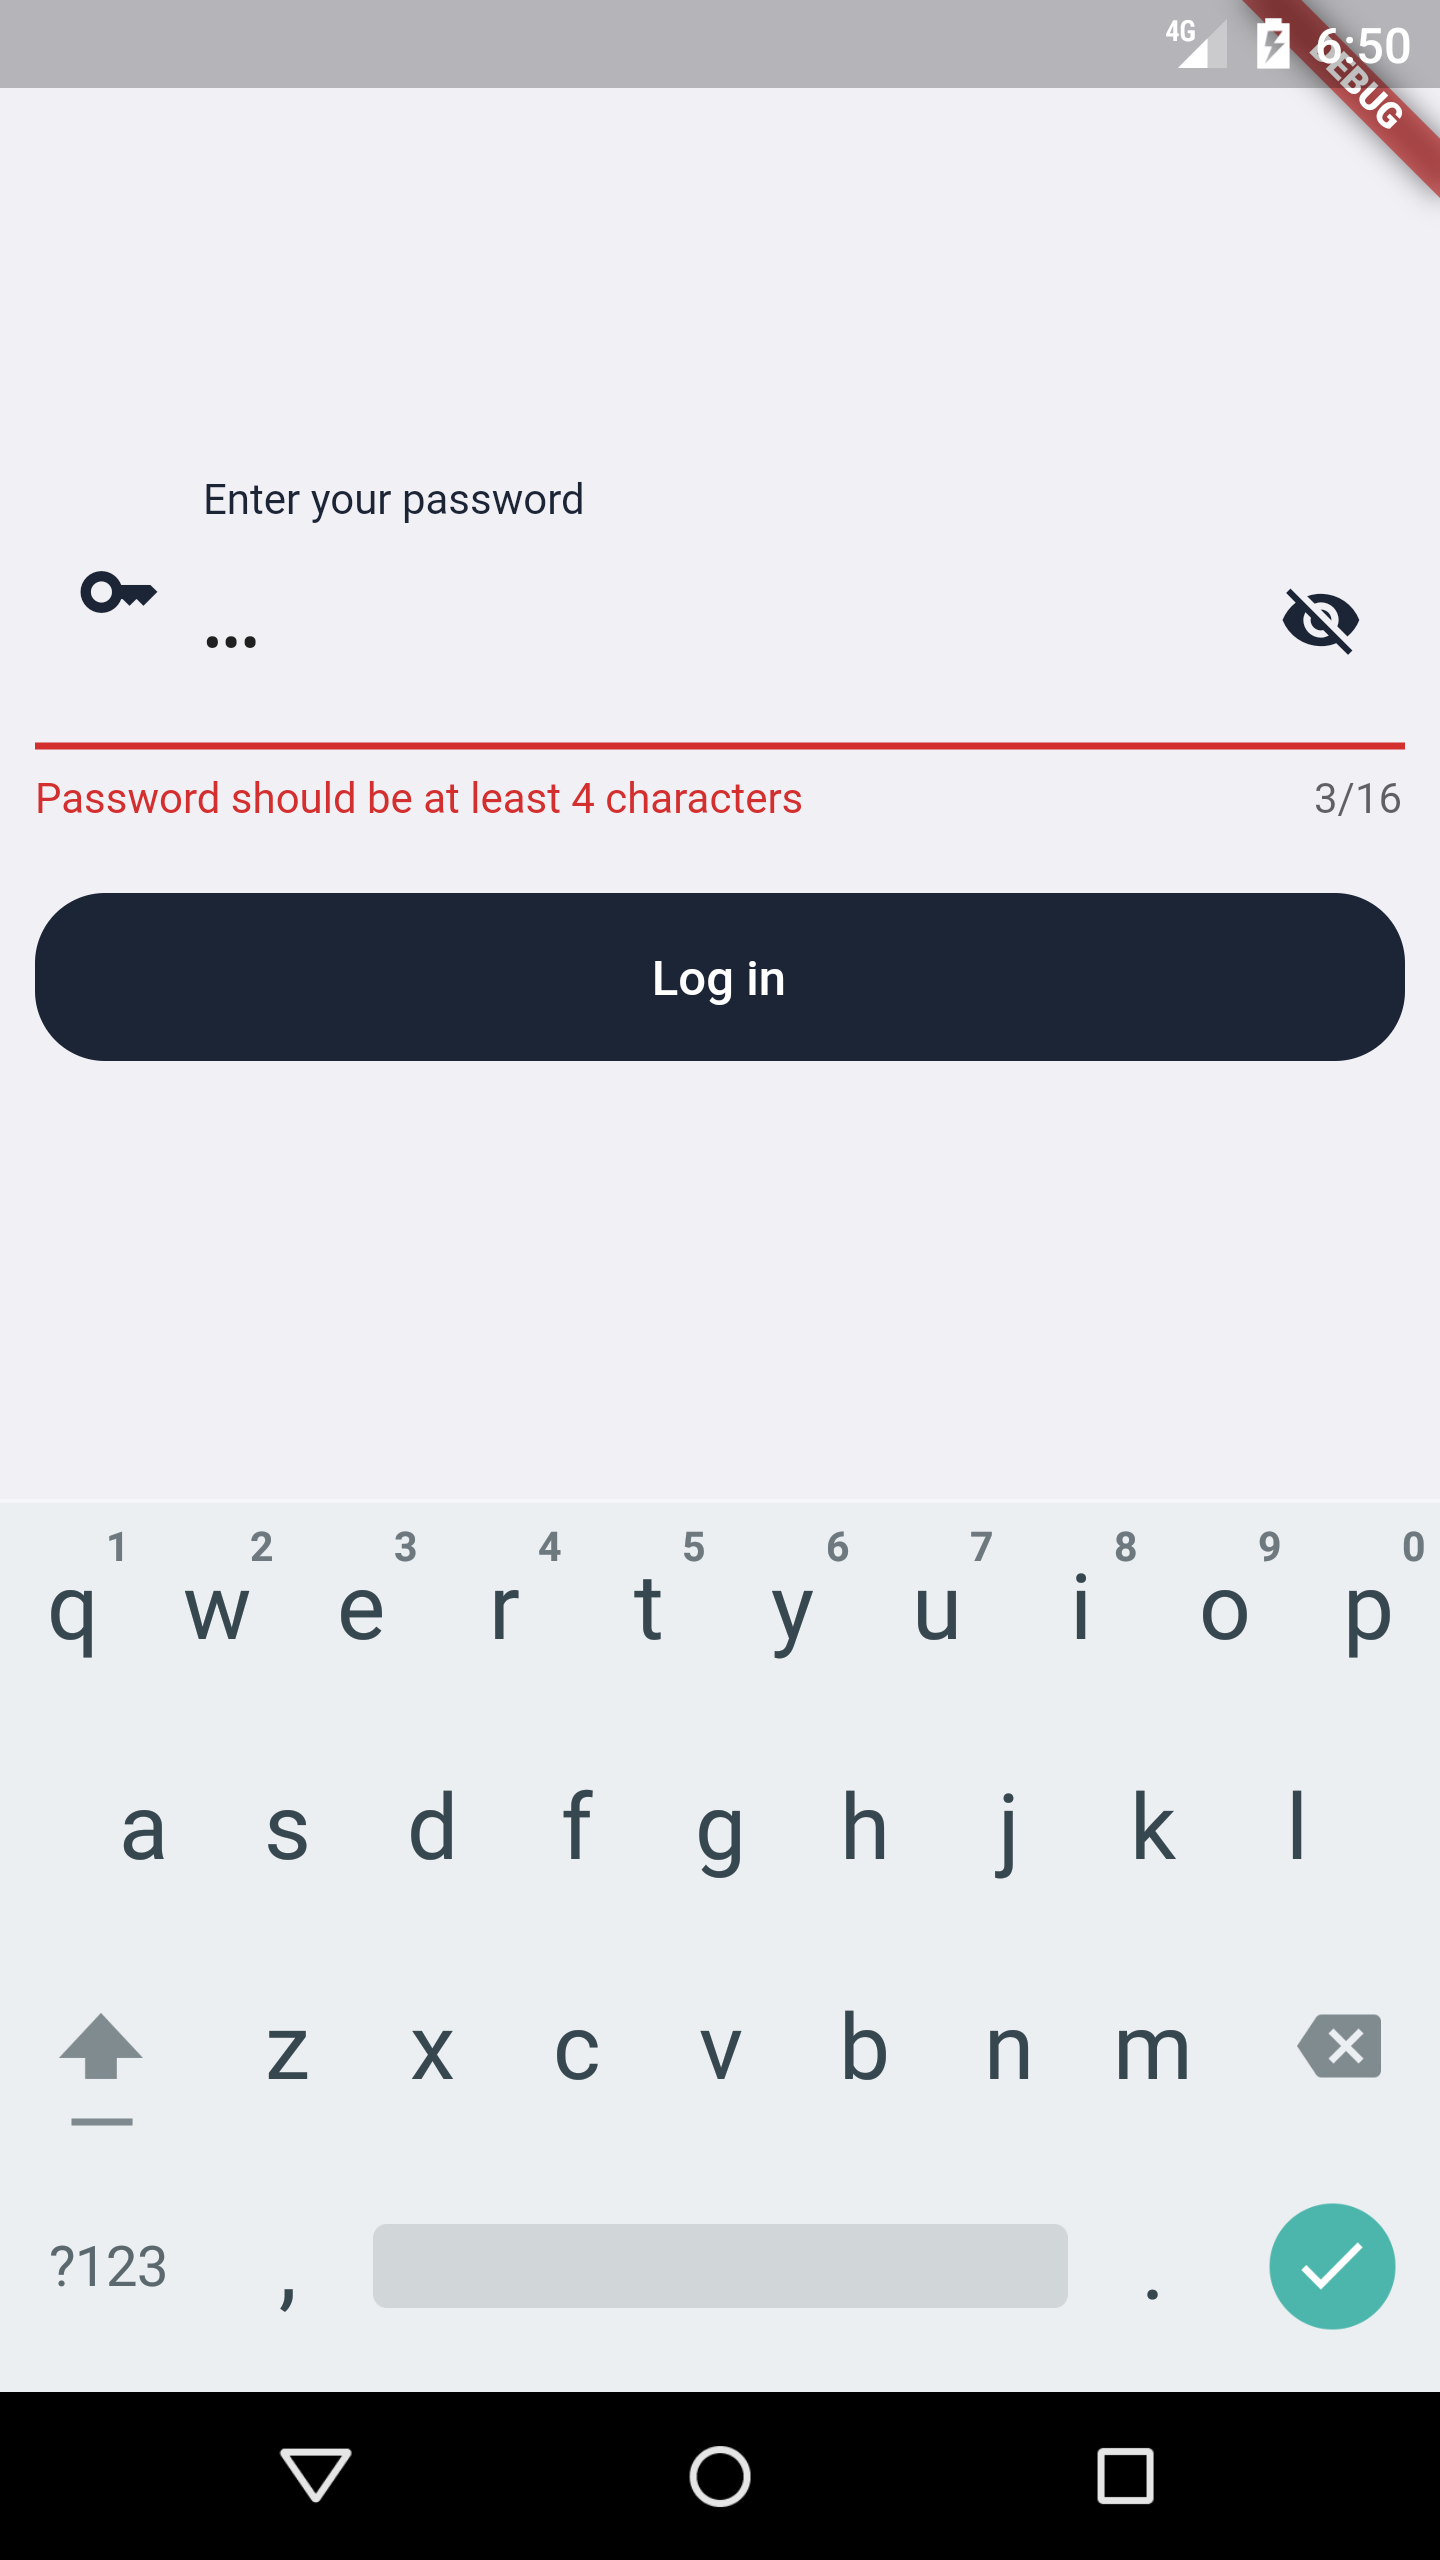 4G 6:50
DEBUG
Enter your password
•••
Password should be at least 4 characters 3/16
Log in
1 2 3 4 5 6 7 8 9 0
q w e r t y u i o p
a s d f g h j k l
z x c v b n m
?123 , .